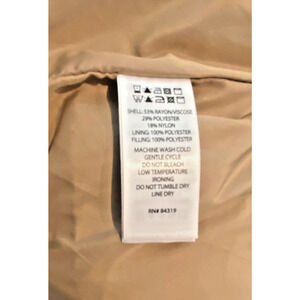 SHELL: 53% RAYON/VISCOSE
29% POLYESTER
18% NYLON
LINING: 100% POLYESTER
FILLING: 100% POLYESTER
MACHINE WASH COLD
GENTLE CYCLE
DO NOT BLEACH
LOW TEMPERATURE
IRONING
DO NOT TUMBLE DRY
LINE DRY
RN# 84319